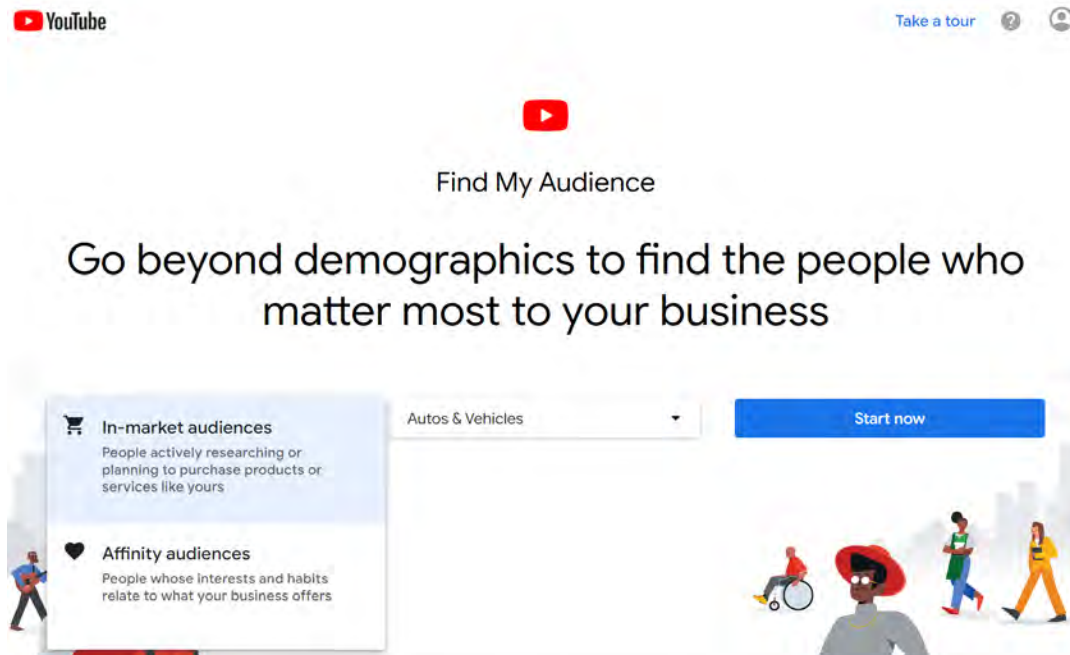 YouTube
Take a tour
Find My Audience
Go beyond demographics to find the people who
matter most to your business
In-market audiences
People actively researching or
planning to purchase products or
services like yours
Affinity audiences
People whose interests and habits
relate to what your business offers
Autos & Vehicles
Start now